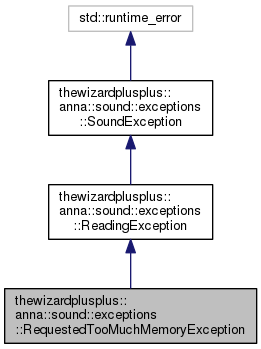 std::runtime_error
thewizardplusplus::
anna::sound::exceptions
::SoundException
thewizardplusplus::
anna::sound::exceptions
::ReadingException
thewizardplusplus::
anna::sound::exceptions
::RequestedTooMuchMemoryException